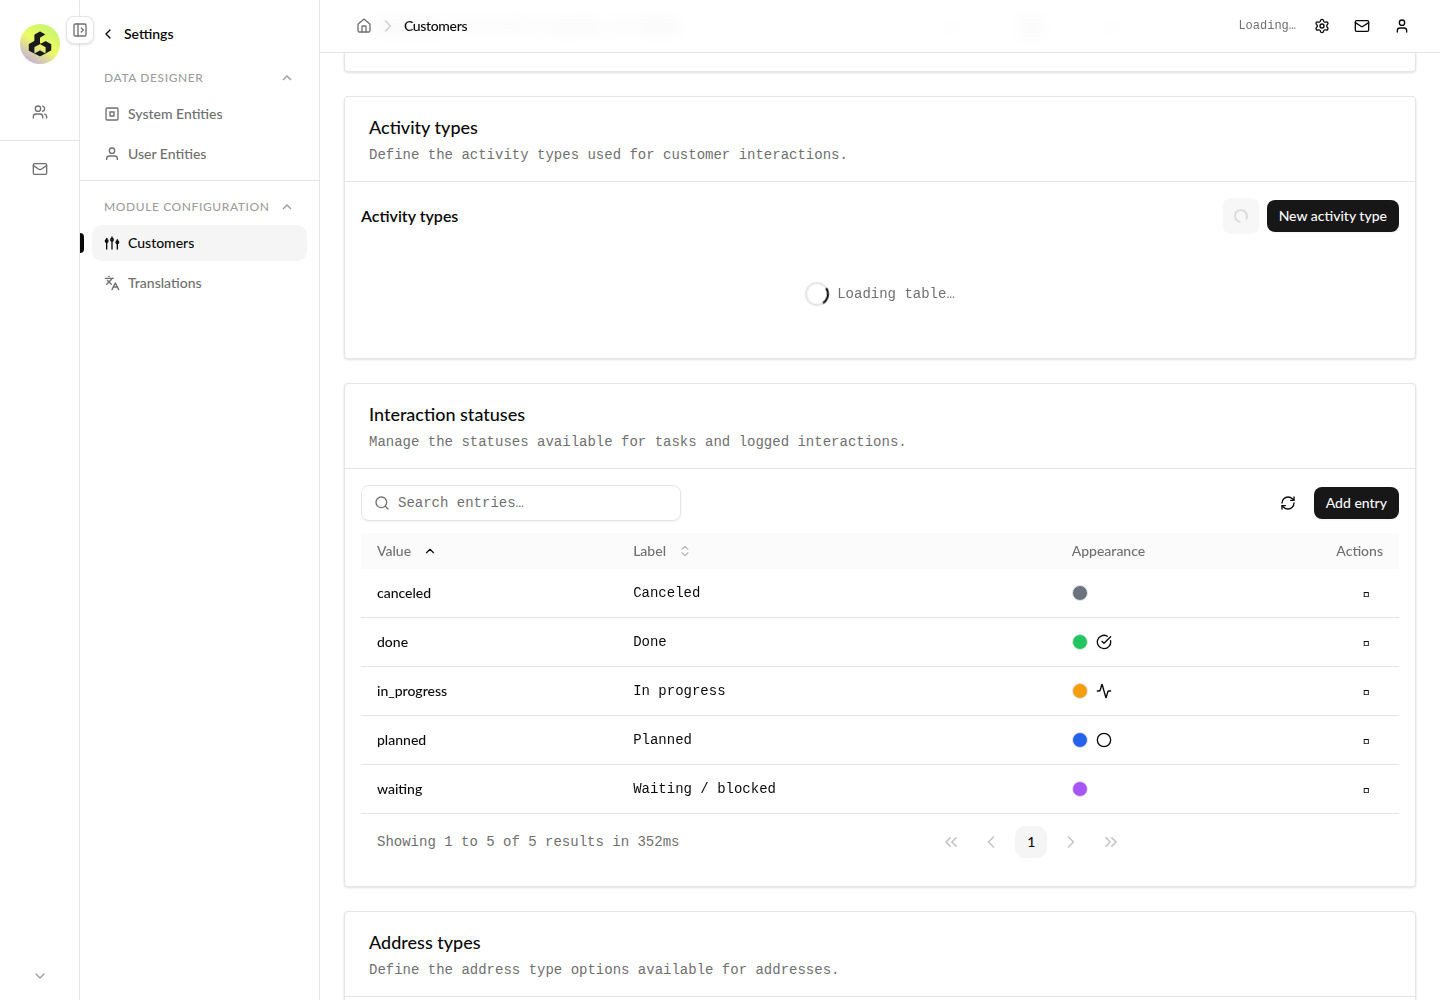 Settings
DATA DESIGNER
System Entities
User Entities
MODULE CONFIGURATION
Customers
Translations
Customers
Loading…
Activity types
Define the activity types used for customer interactions.
Activity types
New activity type
Loading table…
Interaction statuses
Manage the statuses available for tasks and logged interactions.
Search entries…
Add entry
Value Label Appearance Actions
canceled Canceled
done Done
in_progress In progress
planned Planned
waiting Waiting / blocked
Showing 1 to 5 of 5 results in 352ms
1
Address types
Define the address type options available for addresses.